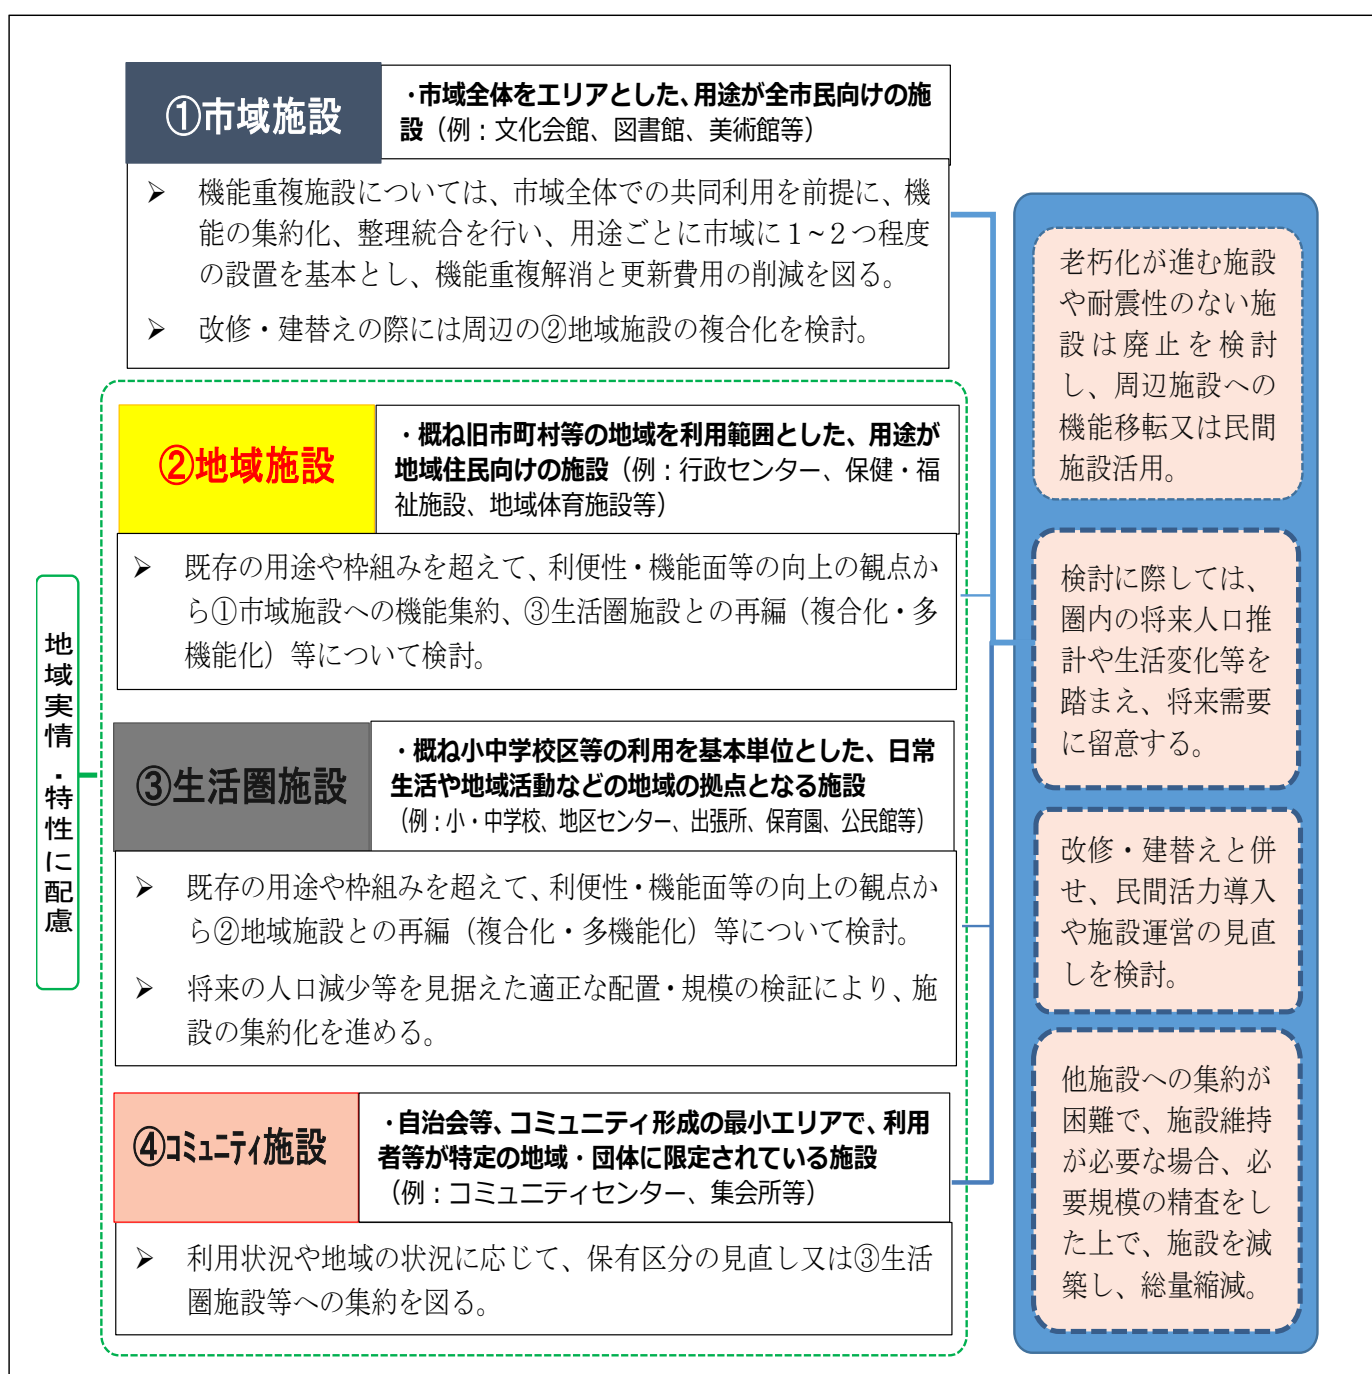 ①市域施設
・市域全体をエリアとした、用途が全市民向けの施
設（例：文化会館、図書館、美術館等）
➢ 機能重複施設については、市域全体での共同利用を前提に、機
能の集約化、整理統合を行い、用途ごとに市域に１~２つ程度
の設置を基本とし、機能重複解消と更新費用の削減を図る。
➢ 改修・建替えの際には周辺の②地域施設の複合化を検討。
②地域施設
・概ね旧市町村等の地域を利用範囲とした、用途が
地域住民向けの施設（例：行政センター、保健・福
祉施設、地域体育施設等）
➢ 既存の用途や枠組みを超えて、利便性・機能面等の向上の観点か
ら①市域施設への機能集約、③生活圏施設との再編（複合化・多
機能化）等について検討。
③生活圏施設
・概ね小中学校区等の利用を基本単位とした、日常
生活や地域活動などの地域の拠点となる施設
（例：小・中学校、地区センター、出張所、保育園、公民館等）
➢ 既存の用途や枠組みを超えて、利便性・機能面等の向上の観点か
ら②地域施設との再編（複合化・多機能化）等について検討。
➢ 将来の人口減少等を見据えた適正な配置・規模の検証により、施
設の集約化を進める。
④ｺﾐｭﾆﾃｨ施設
・自治会等、コミュニティ形成の最小エリアで、利用
者等が特定の地域・団体に限定されている施設
（例：コミュニティセンター、集会所等）
➢ 利用状況や地域の状況に応じて、保有区分の見直し又は③生活
圏施設等への集約を図る。
地域実情・特性に配慮
老朽化が進む施設
や耐震性のない施
設は廃止を検討
し、周辺施設への
機能移転又は民間
施設活用。
検討に際しては、
圏内の将来人口推
計や生活変化等を
踏まえ、将来需要
に留意する。
改修・建替えと併
せ、民間活力導入
や施設運営の見直
しを検討。
他施設への集約が
困難で、施設維持
が必要な場合、必
要規模の精査をし
た上で、施設を減
築し、総量縮減。